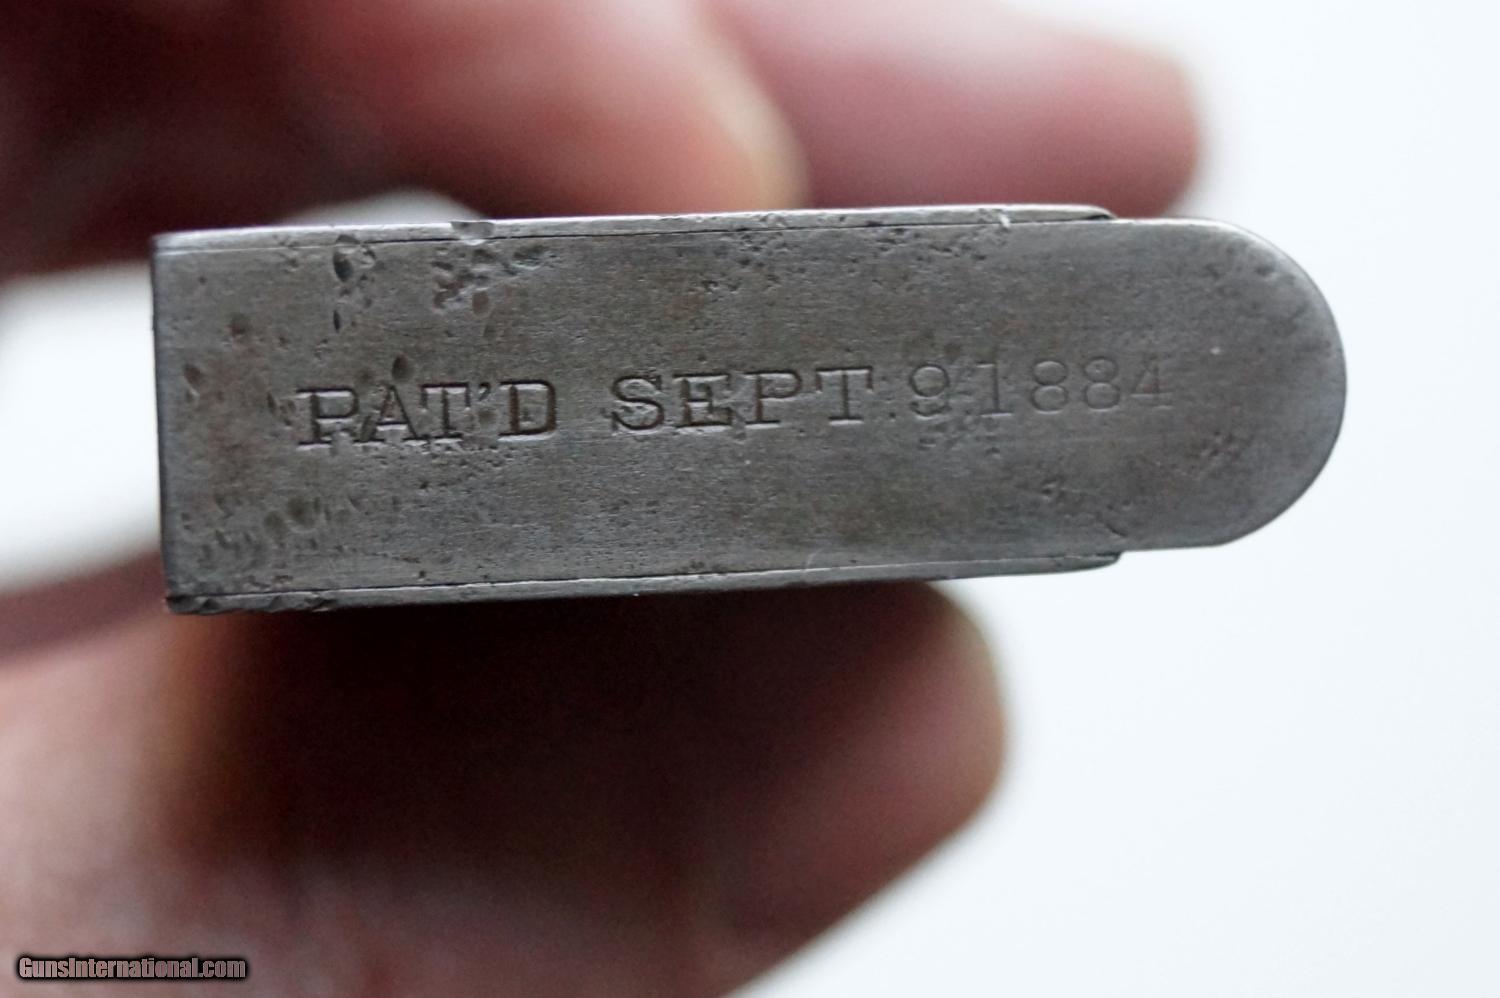 PAT'D SEPT. 9.1884
GunsInternational.com